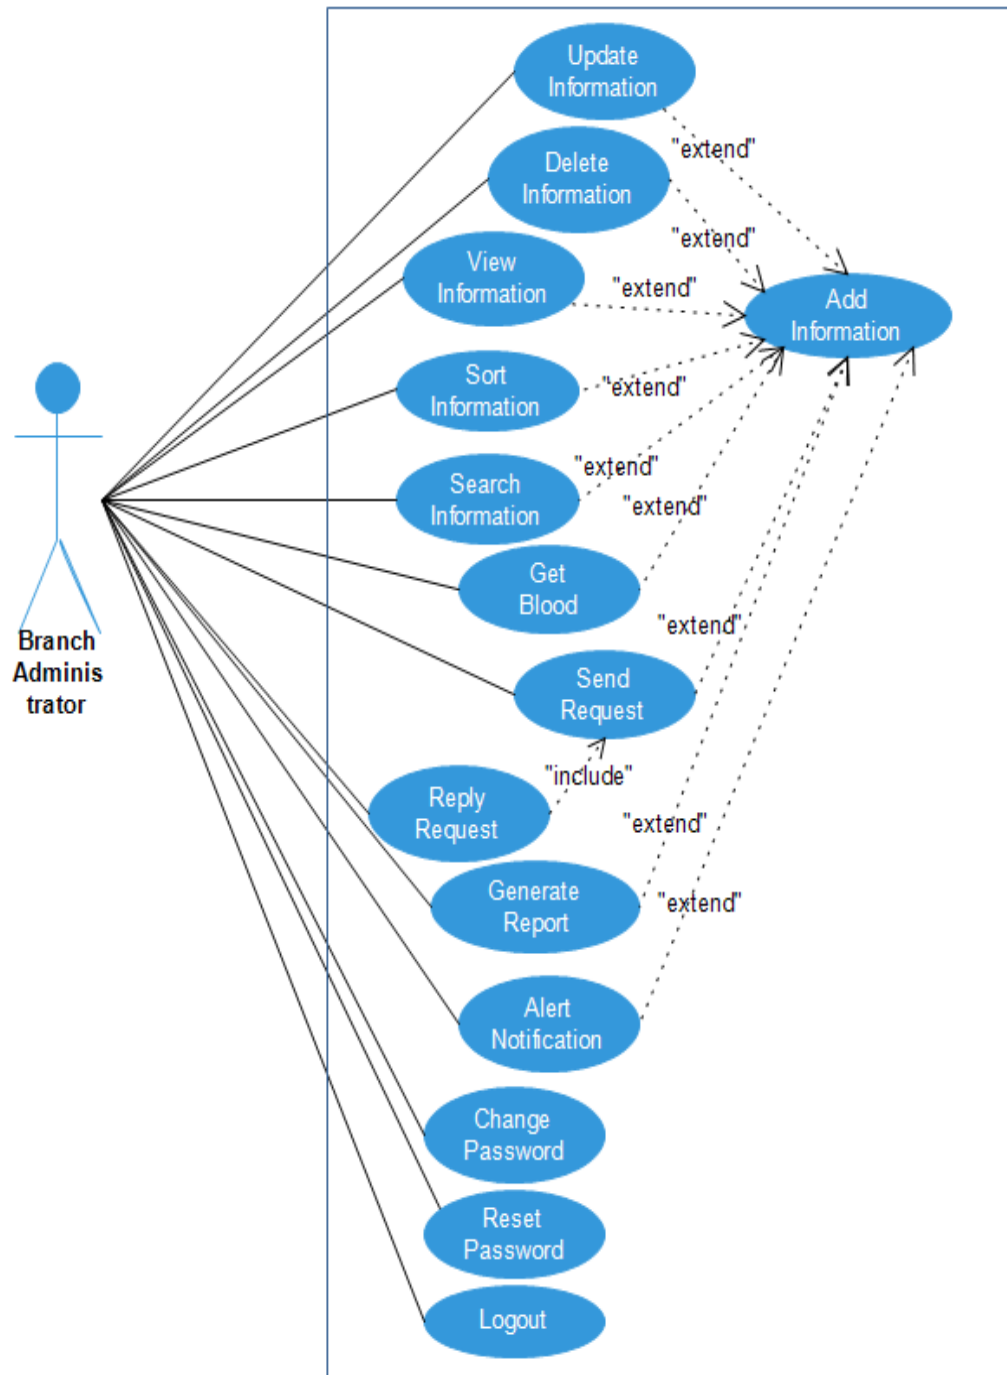 Update
Information
"extend"
Delete
Information
"extend"
View
Information
"extend"
Add
Information
Sort
Information
"extend"
Search
Information
"extend"
"extend"
Get
Blood
"extend"
Branch
Adminis
trator
Send
Request
"include"
Reply
Request
"extend"
Generate
Report
"extend"
Alert
Notification
Change
Password
Reset
Password
Logout